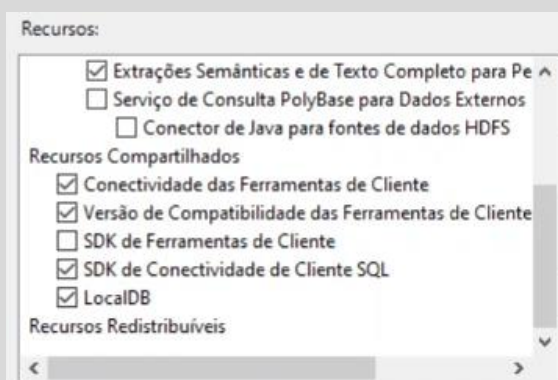 Recursos:
Extrações Semânticas e de Texto Completo para Pe
Serviço de Consulta PolyBase para Dados Externos
Conector de Java para fontes de dados HDFS
Recursos Compartilhados
Conectividade das Ferramentas de Cliente
Versão de Compatibilidade das Ferramentas de Cliente
SDK de Ferramentas de Cliente
SDK de Conectividade de Cliente SQL
LocalDB
Recursos Redistribuíveis